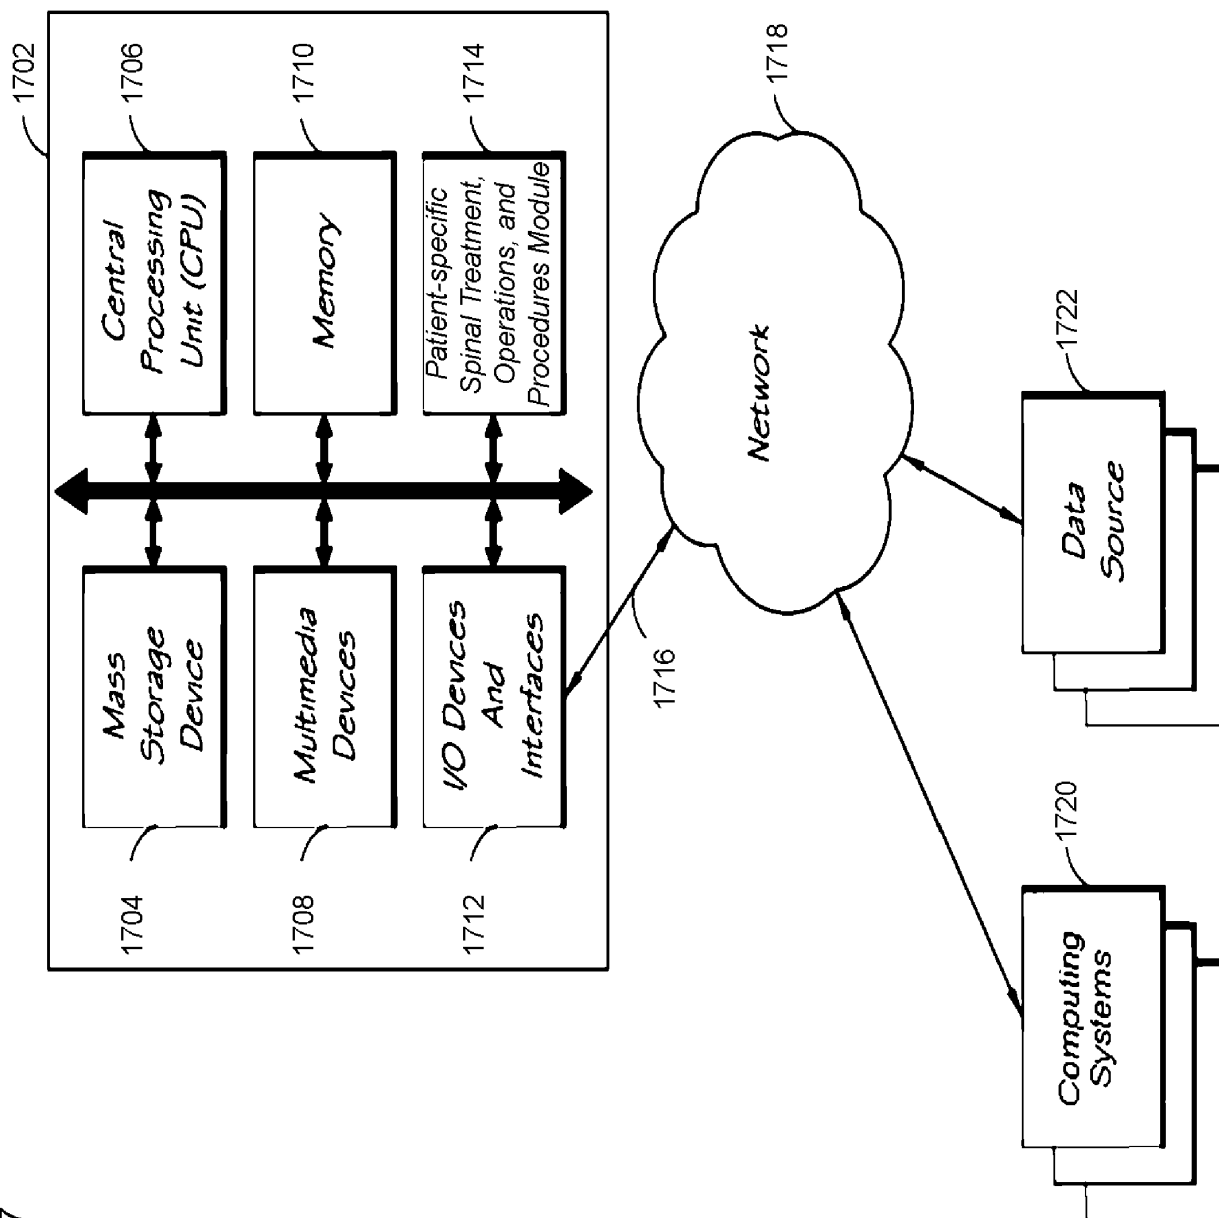 1702
1706
Central
Processing
Unit (CPU)
1710
Memory
1714
Patient-specific
Spinal Treatment,
Operations, and
Procedures Module
Mass
Storage
Device
1704
Multimedia
Devices
1708
I/O Devices
And
Interfaces
1712
1716
1718
Network
1722
Data
Source
1720
Computing
Systems